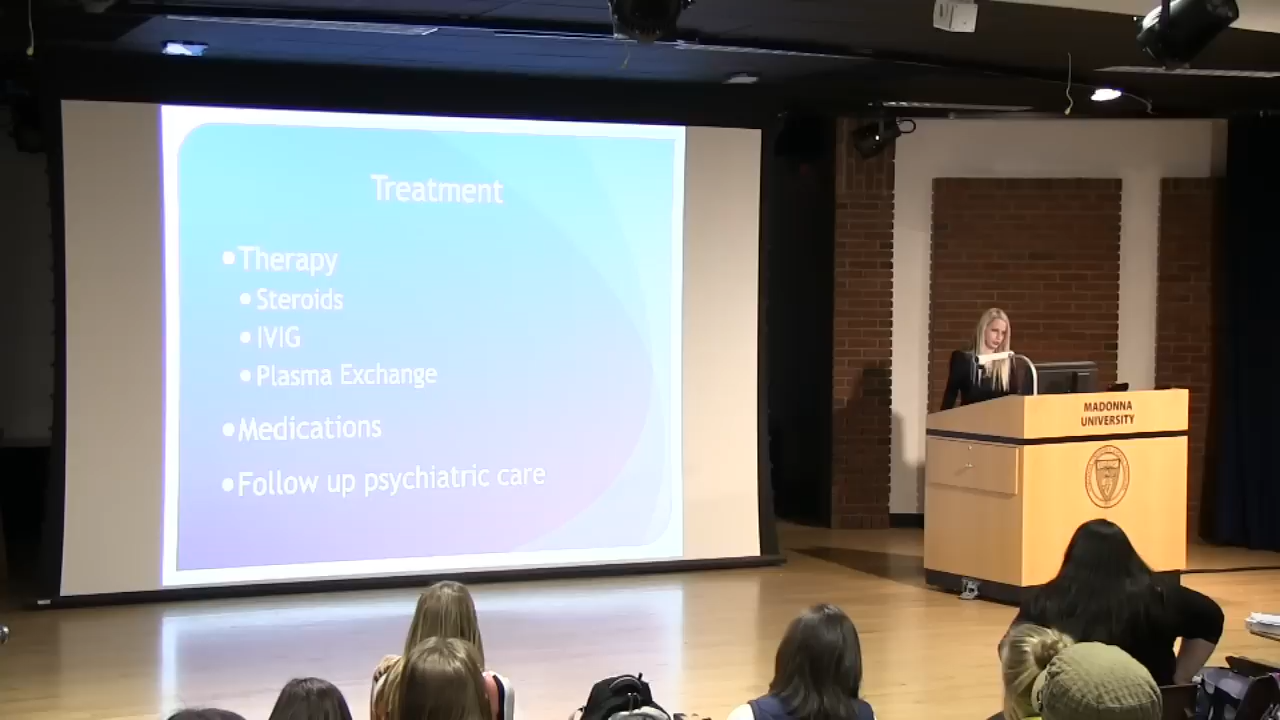 Treatment
•Therapy
•Steroids
•IVIG
•Plasma Exchange
•Medications
•Follow up psychiatric care
MADONNA
UNIVERSITY